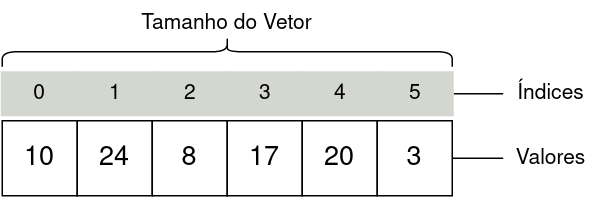 Tamanho do Vetor
0 1 2 3 4 5 Índices
10 24 8 17 20 3 Valores